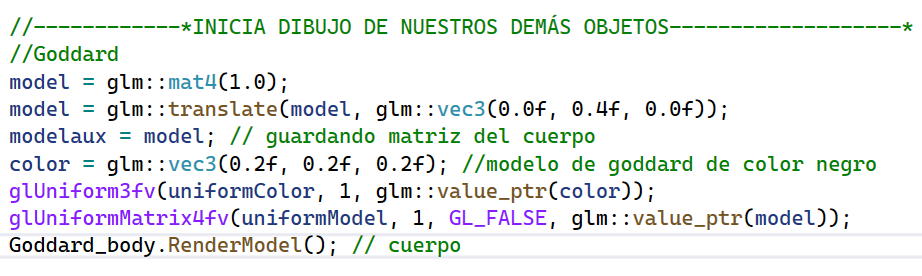 //-----------*INICIA DIBUJO DE NUESTROS DEMÁS OBJETOS-------------------*
//Goddard
model = glm::mat4(1.0);
model = glm::translate(model, glm::vec3(0.0f, 0.4f, 0.0f));
modelaux = model; // guardando matriz del cuerpo
color = glm::vec3(0.2f, 0.2f, 0.2f); //modelo de goddard de color negro
glUniform3fv(uniformColor, 1, glm::value_ptr(color));
glUniformMatrix4fv(uniformModel, 1, GL_FALSE, glm::value_ptr(model));
Goddard_body.RenderModel(); // cuerpo